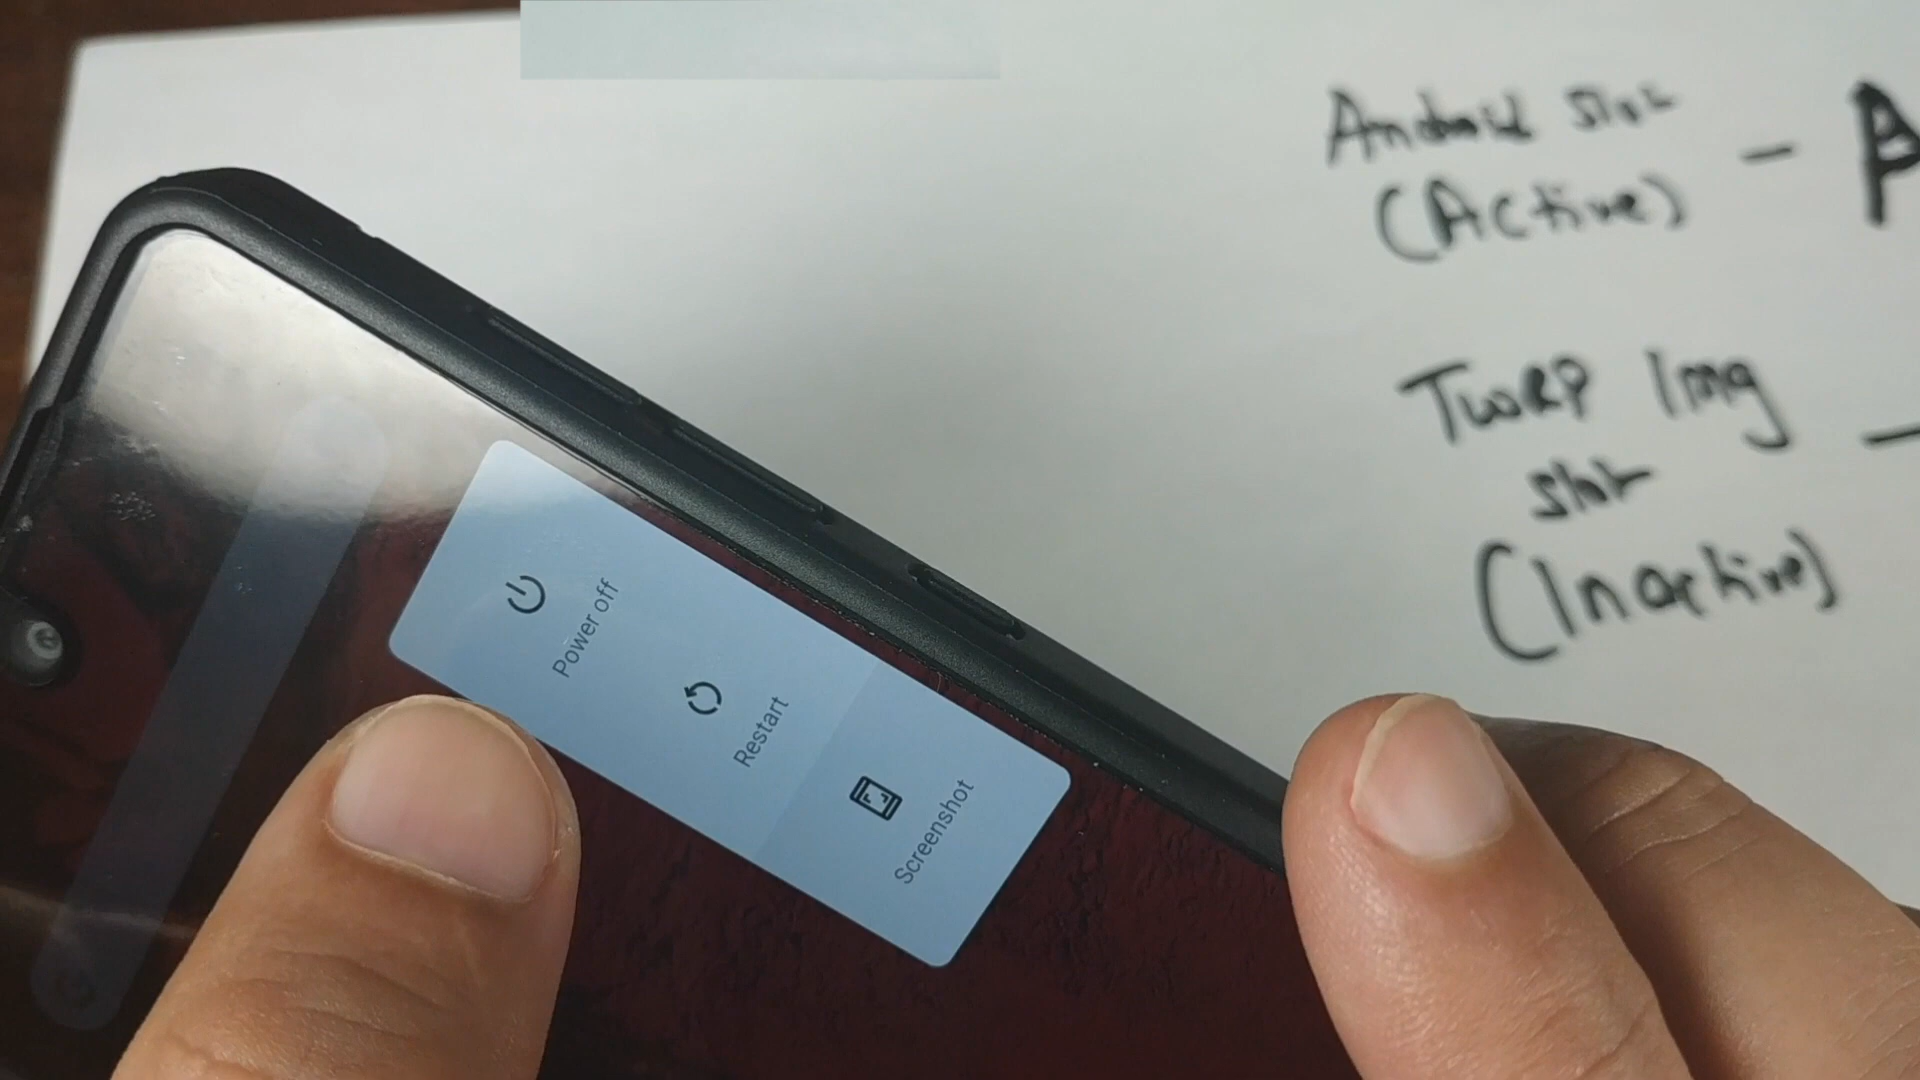 Android slot
(Active) - A
TWRP Img
slot
(Inactive) -
Power off
Restart
Screenshot